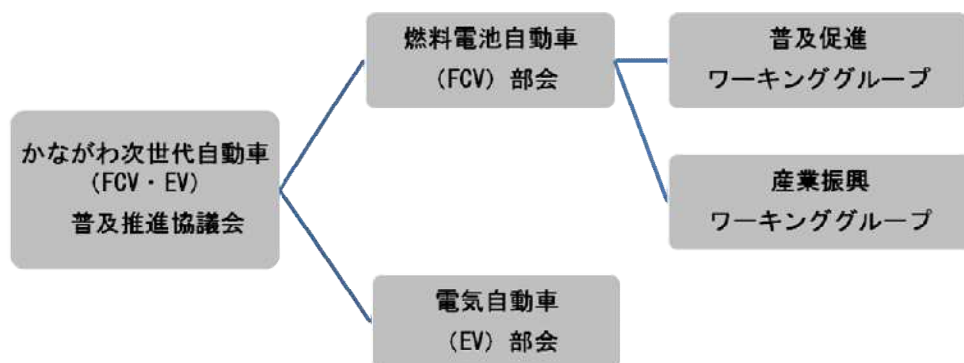 かながわ次世代自動車
(FCV・EV)
普及推進協議会
燃料電池自動車
(FCV) 部会
普及促進
ワーキンググループ
産業振興
ワーキンググループ
電気自動車
(EV) 部会